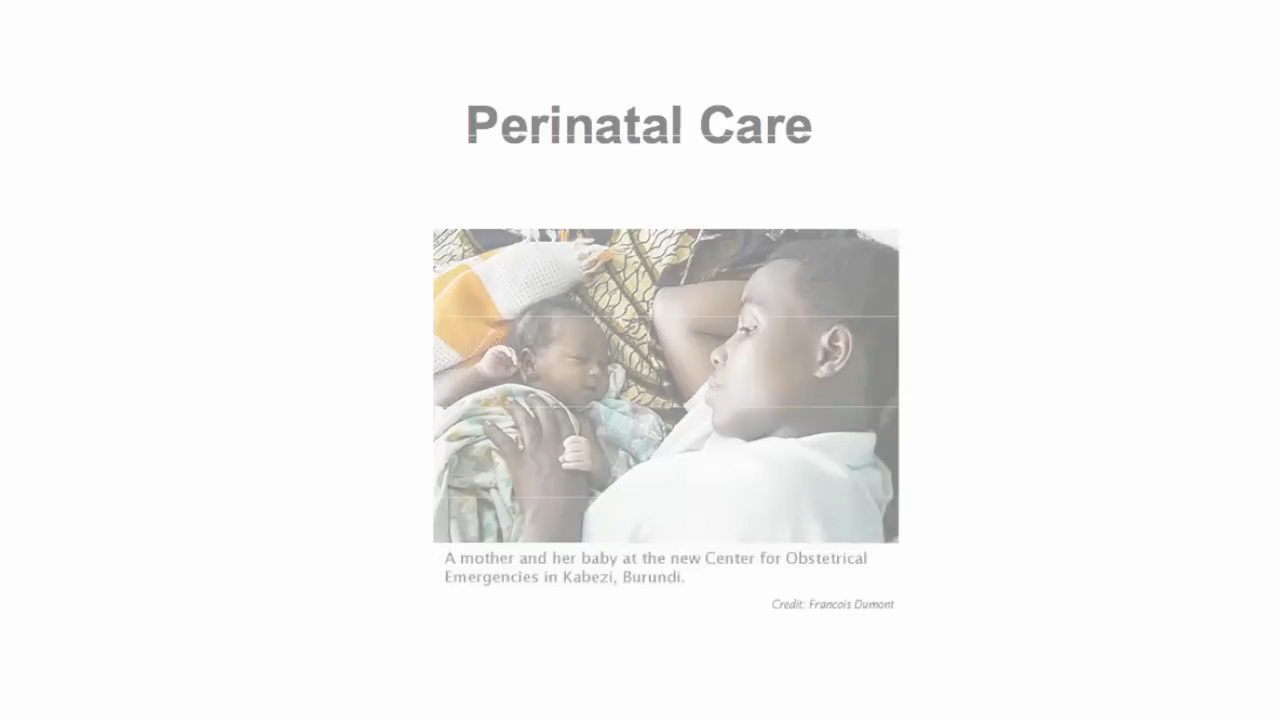 Perinatal Care
A mother and her baby at the new Center for Obstetrical
Emergencies in Kabezi, Burundi.
Credit: Francois Dumont